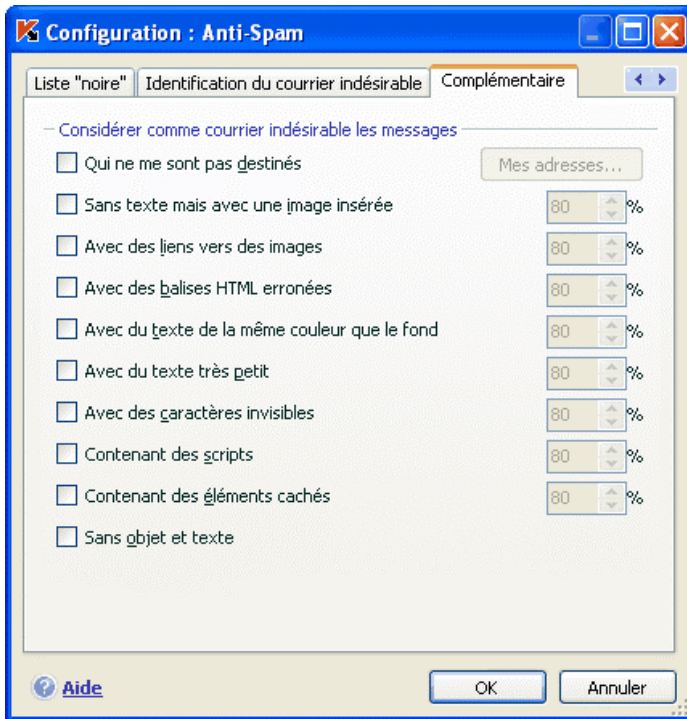 Configuration : Anti-Spam
Liste "noire" Identification du courrier indésirable Complémentaire
Considérer comme courrier indésirable les messages
Qui ne me sont pas destinés Mes adresses...
Sans texte mais avec une image insérée 80 %
Avec des liens vers des images 80 %
Avec des balises HTML erronées 80 %
Avec du texte de la même couleur que le fond 80 %
Avec du texte très petit 80 %
Avec des caractères invisibles 80 %
Contenant des scripts 80 %
Contenant des éléments cachés 80 %
Sans objet et texte
Aide OK Annuler